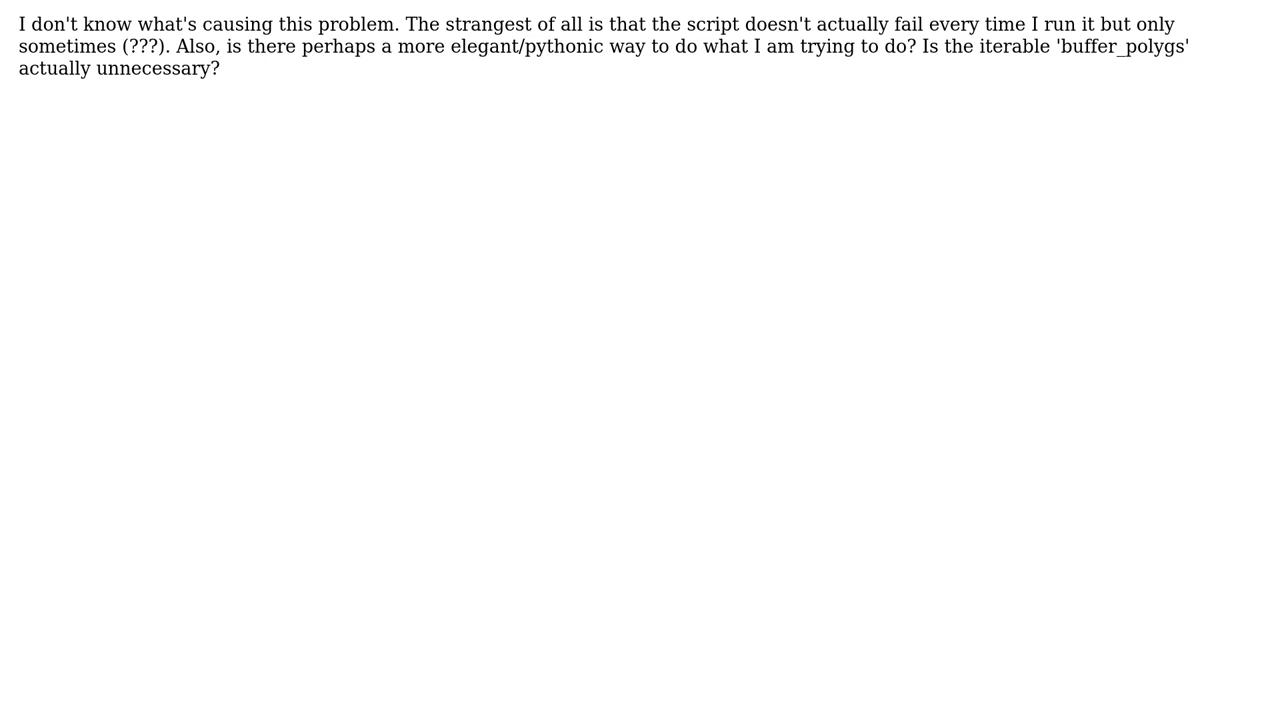 I don't know what's causing this problem. The strangest of all is that the script doesn't actually fail every time I run it but only
sometimes (???). Also, is there perhaps a more elegant/pythonic way to do what I am trying to do? Is the iterable 'buffer_polygs'
actually unnecessary?